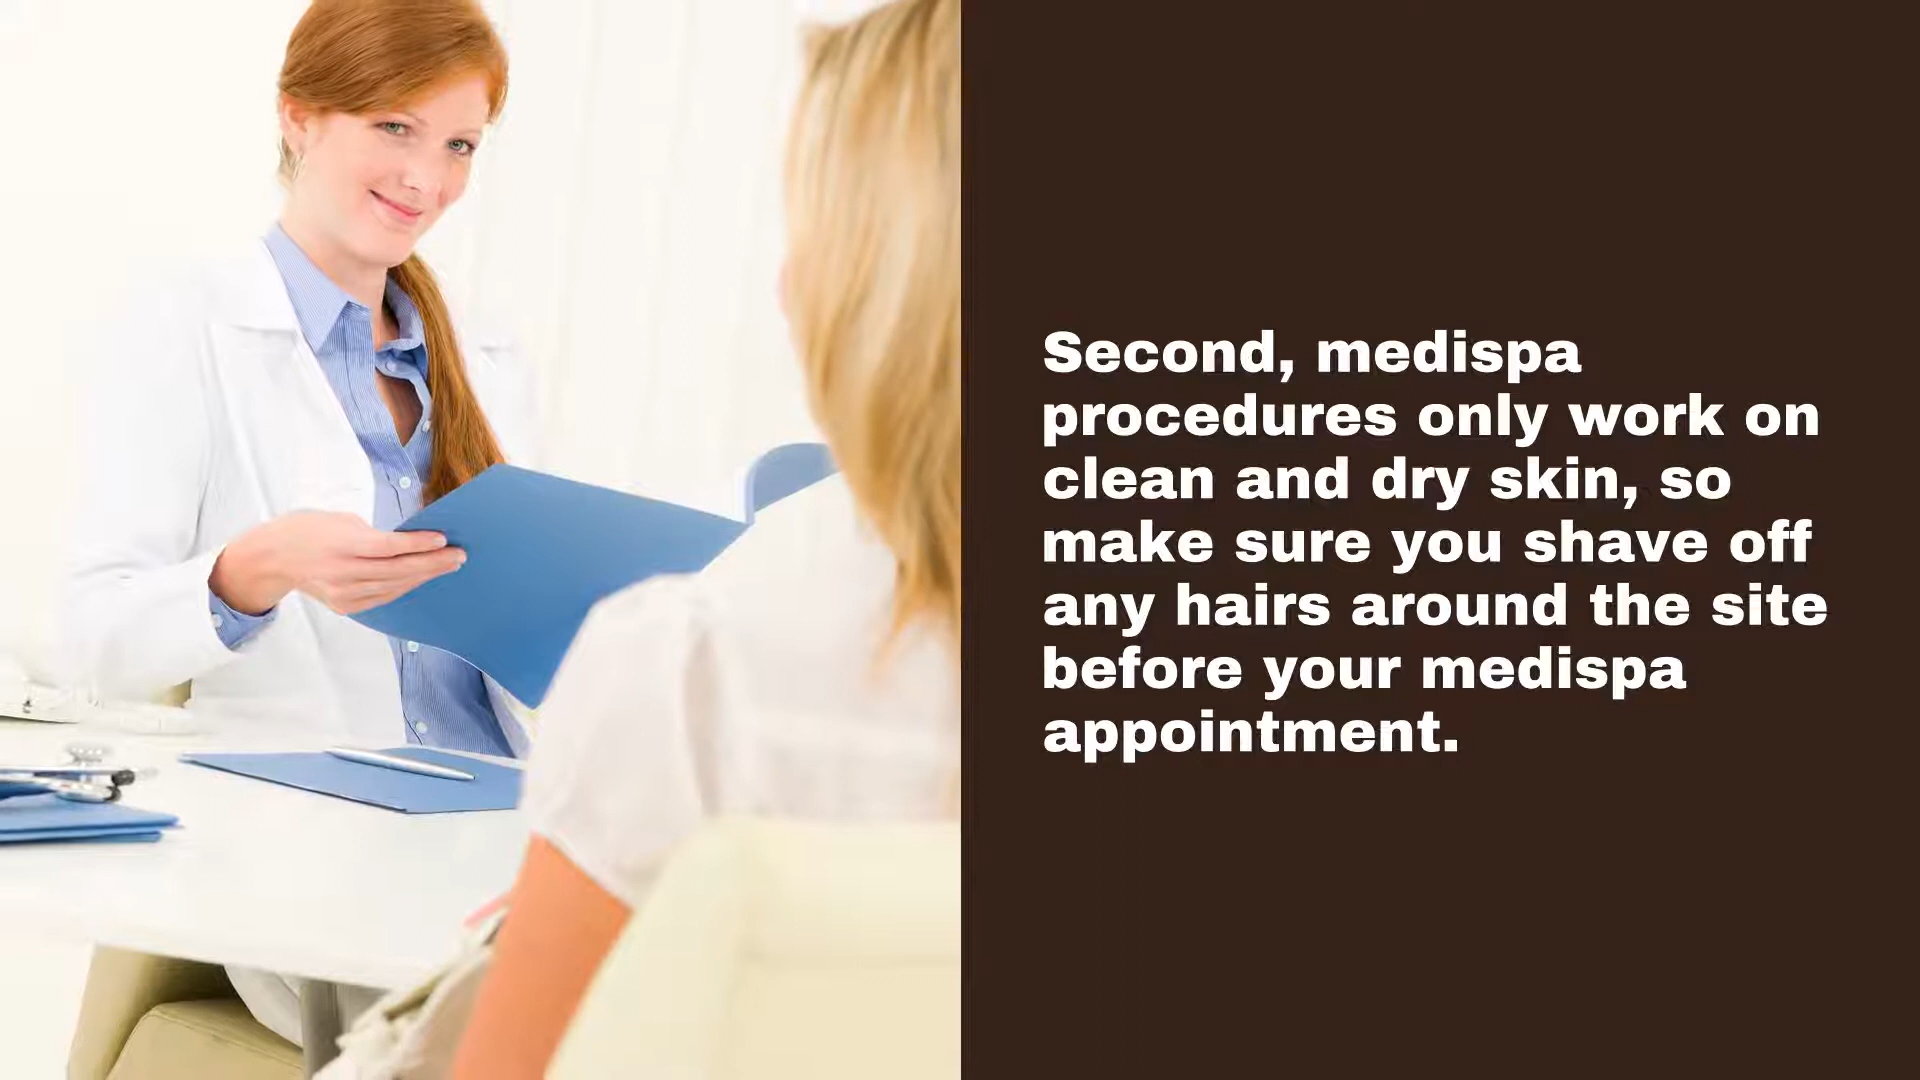 Second, medispa
procedures only work on
clean and dry skin, so
make sure you shave off
any hairs around the site
before your medispa
appointment.